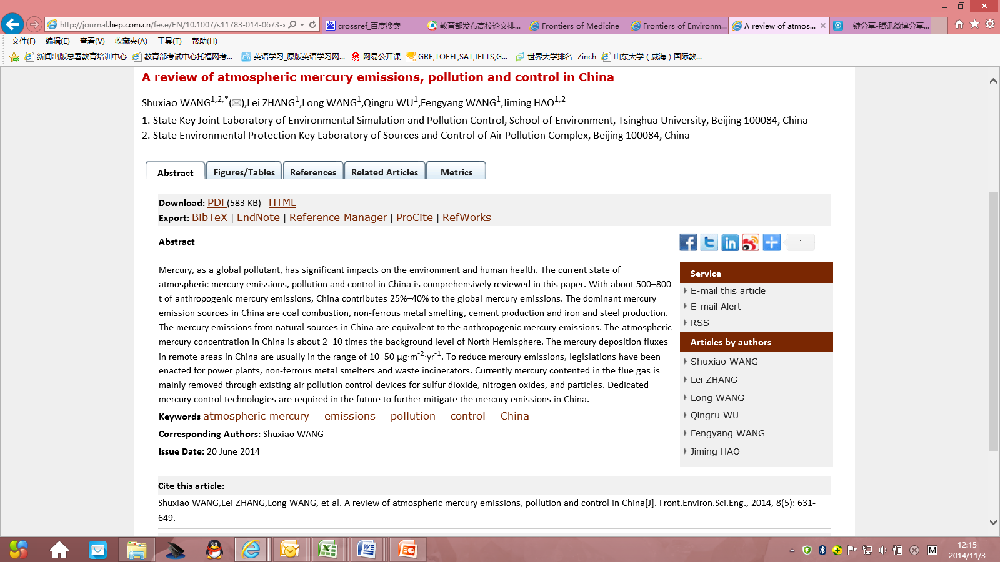 http://journal.hep.com.cn/fese/EN/10.1007/s11783-014-0673-x
crossref_百度搜索
教育部发布高校论文排...
Frontiers of Medicine
Frontiers of Environm...
A review of atmos...
一键分享-腾讯微博分享...
文件(F) 编辑(E) 查看(V) 收藏夹(A) 工具(T) 帮助(H)
新闻出版总署教育培训中心 教育部考试中心托福网考... 英语学习_原版英语学习网... 网易公开课 GRE,TOEFL,SAT,IELTS,G... 世界大学排名 Zinch 山东大学（威海）国际教...
A review of atmospheric mercury emissions, pollution and control in China
Shuxiao WANG1,2,*(),Lei ZHANG1,Long WANG1,Qingru WU1,Fengyang WANG1,Jiming HAO1,2
1. State Key Joint Laboratory of Environmental Simulation and Pollution Control, School of Environment, Tsinghua University, Beijing 100084, China
2. State Environmental Protection Key Laboratory of Sources and Control of Air Pollution Complex, Beijing 100084, China
Abstract Figures/Tables References Related Articles Metrics
Download: PDF(583 KB) HTML
Export: BibTeX | EndNote | Reference Manager | ProCite | RefWorks
Abstract
Mercury, as a global pollutant, has significant impacts on the environment and human health. The current state of
atmospheric mercury emissions, pollution and control in China is comprehensively reviewed in this paper. With about 500–800
t of anthropogenic mercury emissions, China contributes 25%–40% to the global mercury emissions. The dominant mercury
emission sources in China are coal combustion, non-ferrous metal smelting, cement production and iron and steel production.
The mercury emissions from natural sources in China are equivalent to the anthropogenic mercury emissions. The atmospheric
mercury concentration in China is about 2–10 times the background level of North Hemisphere. The mercury deposition fluxes
in remote areas in China are usually in the range of 10–50 μg·m-2·yr-1. To reduce mercury emissions, legislations have been
enacted for power plants, non-ferrous metal smelters and waste incinerators. Currently mercury contented in the flue gas is
mainly removed through existing air pollution control devices for sulfur dioxide, nitrogen oxides, and particles. Dedicated
mercury control technologies are required in the future to further mitigate the mercury emissions in China.
Keywords atmospheric mercury emissions pollution control China
Corresponding Authors: Shuxiao WANG
Issue Date: 20 June 2014
1
Service
E-mail this article
E-mail Alert
RSS
Articles by authors
Shuxiao WANG
Lei ZHANG
Long WANG
Qingru WU
Fengyang WANG
Jiming HAO
Cite this article:
Shuxiao WANG,Lei ZHANG,Long WANG, et al. A review of atmospheric mercury emissions, pollution and control in China[J]. Front.Environ.Sci.Eng., 2014, 8(5): 631-
649.
M
12:15
2014/11/3